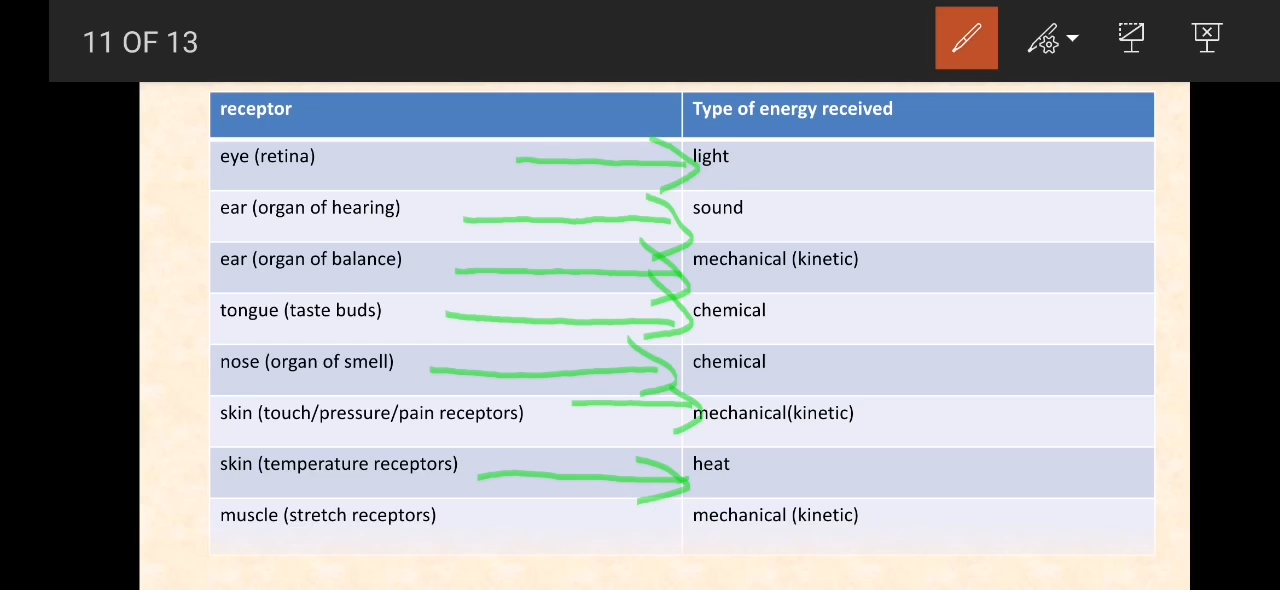 11 OF 13
receptor Type of energy received
eye (retina) light
ear (organ of hearing) sound
ear (organ of balance) mechanical (kinetic)
tongue (taste buds) chemical
nose (organ of smell) chemical
skin (touch/pressure/pain receptors) mechanical(kinetic)
skin (temperature receptors) heat
muscle (stretch receptors) mechanical (kinetic)